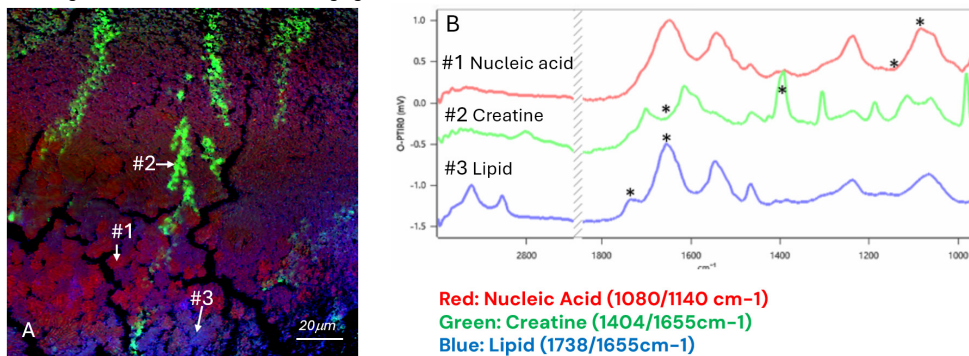 #2
#1
#3
A
20µm
B
#1 Nucleic acid
#2 Creatine
#3 Lipid
O-PTIR0 (mV)
1.0
0.5
0.0
-0.5
-1.0
-1.5
* * * * * *
2800 1800 1600 1400 1200 1000
cm⁻¹
Red: Nucleic Acid (1080/1140 cm-1)
Green: Creatine (1404/1655cm-1)
Blue: Lipid (1738/1655cm-1)